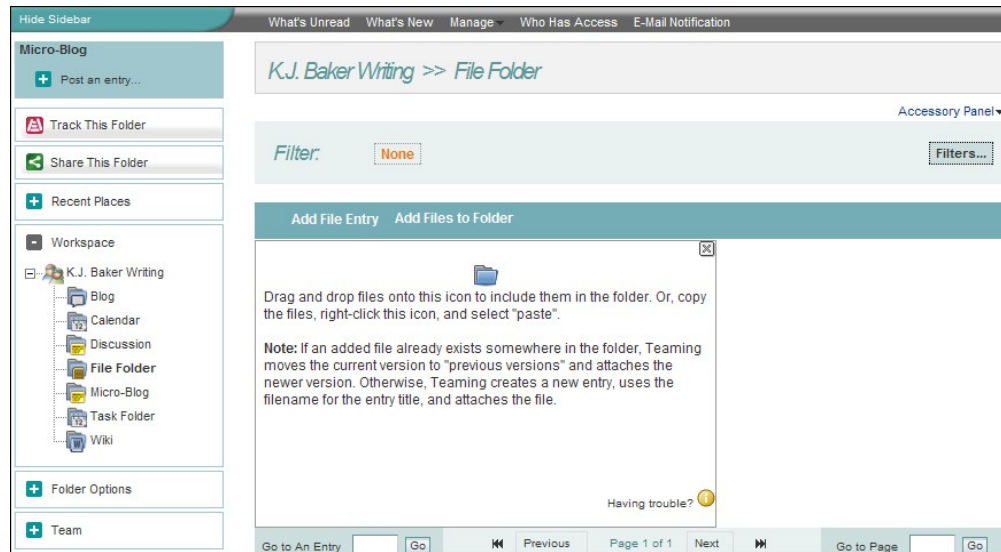 Hide Sidebar
What's Unread What's New Manage Who Has Access E-Mail Notification
Micro-Blog
Post an entry...
Track This Folder
Share This Folder
Recent Places
Workspace
K.J. Baker Writing
Blog
Calendar
Discussion
File Folder
Micro-Blog
Task Folder
Wiki
Folder Options
Team
K.J. Baker Writing >> File Folder
Accessory Panel
Filter: None Filters...
Add File Entry Add Files to Folder
Drag and drop files onto this icon to include them in the folder. Or, copy
the files, right-click this icon, and select "paste".
Note: If an added file already exists somewhere in the folder, Teaming
moves the current version to "previous versions" and attaches the
newer version. Otherwise, Teaming creates a new entry, uses the
filename for the entry title, and attaches the file.
Having trouble?
Go to An Entry Go Previous Page 1 of 1 Next Go to Page Go